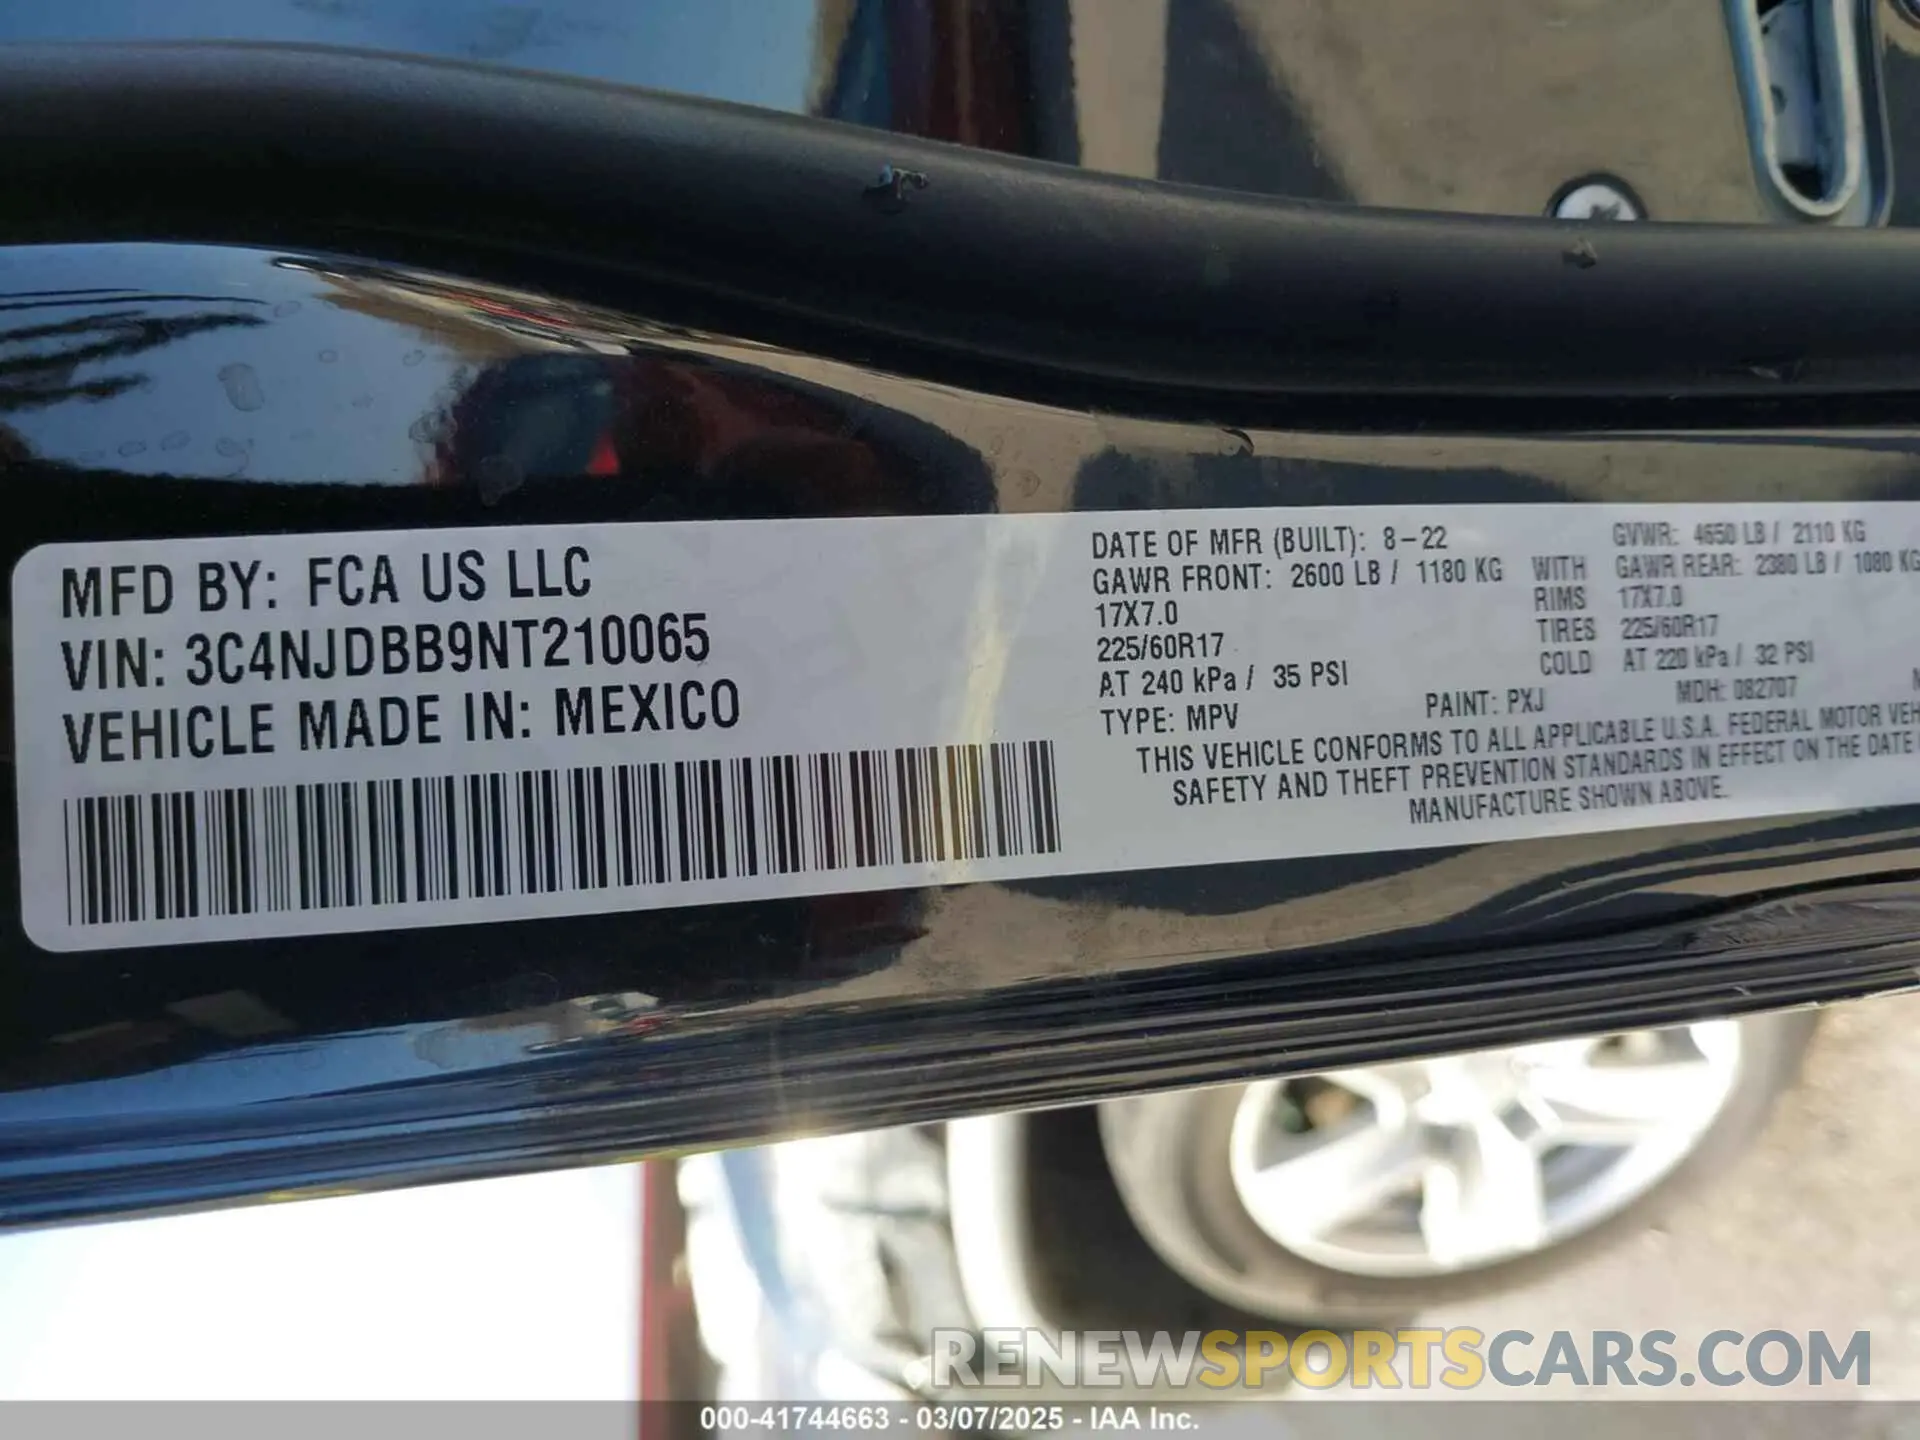 MFD BY: FCA US LLC
VIN: 3C4NJDBB9NT210065
VEHICLE MADE IN: MEXICO
DATE OF MFR (BUILT): 8-22 GVWR: 4650 LB / 2110 KG
GAWR FRONT: 2600 LB / 1180 KG WITH GAWR REAR: 2380 LB / 1080 KG
17X7.0 RIMS 17X7.0
225/60R17 TIRES 225/60R17
AT 240 kPa / 35 PSI COLD AT 220 kPa / 32 PSI
TYPE: MPV PAINT: PXJ MDH: 082707
THIS VEHICLE CONFORMS TO ALL APPLICABLE U.S.A. FEDERAL MOTOR VEH
SAFETY AND THEFT PREVENTION STANDARDS IN EFFECT ON THE DATE
MANUFACTURE SHOWN ABOVE.
RENEWSPORTSCARS.COM
000-41744663 - 03/07/2025 - IAA Inc.